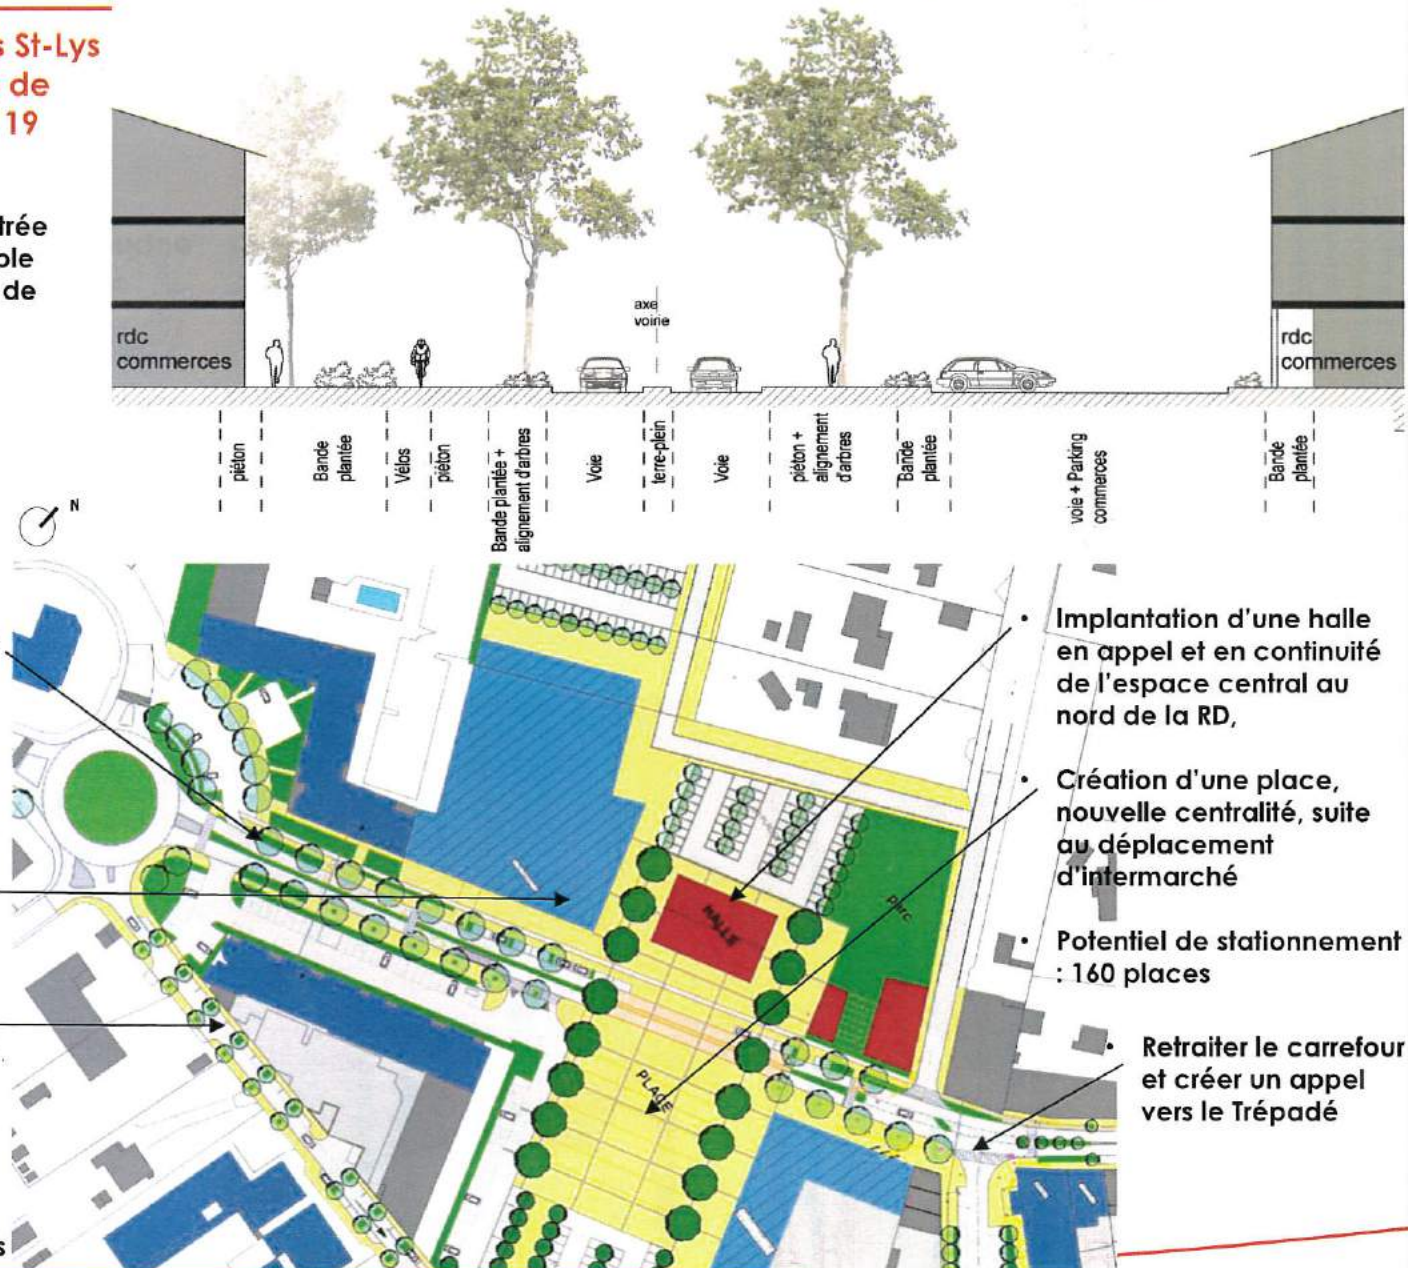 s St-Lys
de
19
trée
ple
de
axe
voirie
rdc
commerces
rdc
commerces
piéton
Bande
plantée
Vélos
piéton
Bande plantée +
alignement d'arbres
Voie
terre-plein
Voie
piéton +
alignement
d'arbres
Bande
plantée
voie + Parking
commerces
Bande
plantée
N
• Implantation d'une halle
en appel et en continuité
de l'espace central au
nord de la RD,
• Création d'une place,
nouvelle centralité, suite
au déplacement
d'intermarché
• Potentiel de stationnement
: 160 places
• Retraiter le carrefour
et créer un appel
vers le Trépadé
HALLE
parc
PLACE
s